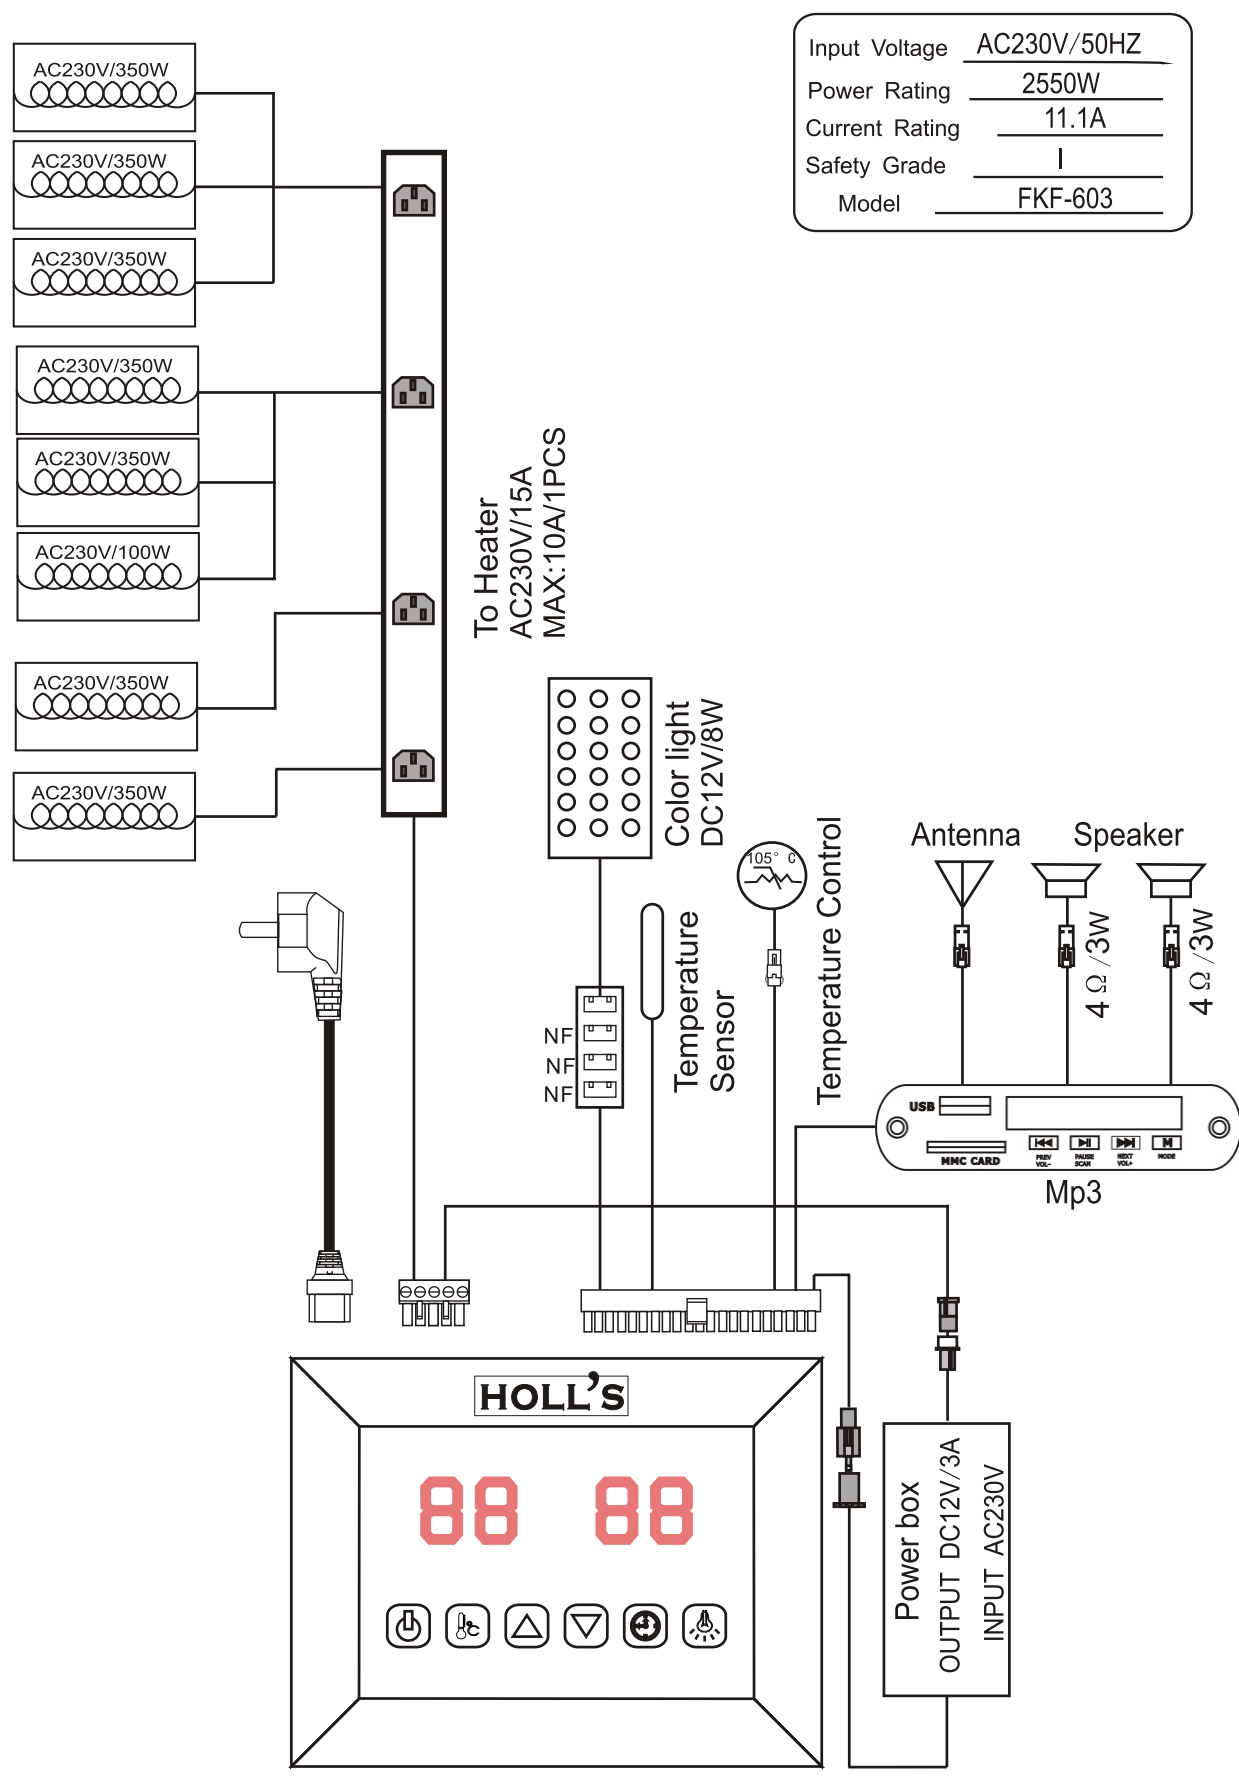 Input Voltage AC230V/50HZ
Power Rating 2550W
Current Rating 11.1A
Safety Grade I
Model FKF-603
AC230V/350W
AC230V/350W
AC230V/350W
AC230V/350W
AC230V/350W
AC230V/100W
AC230V/350W
AC230V/350W
To Heater
AC230V/15A
MAX:10A/1PCS
Color light
DC12V/8W
105° C
Temperature Control
Temperature
Sensor
NF
NF
NF
Antenna
Speaker
4 Ω /3W
4 Ω /3W
USB
MMC CARD
PREV
VOL-
PAUSE
SCAN
NEXT
VOL+
M
MODE
Mp3
HOLL'S
88 88
°C
Power box
OUTPUT DC12V/3A
INPUT AC230V